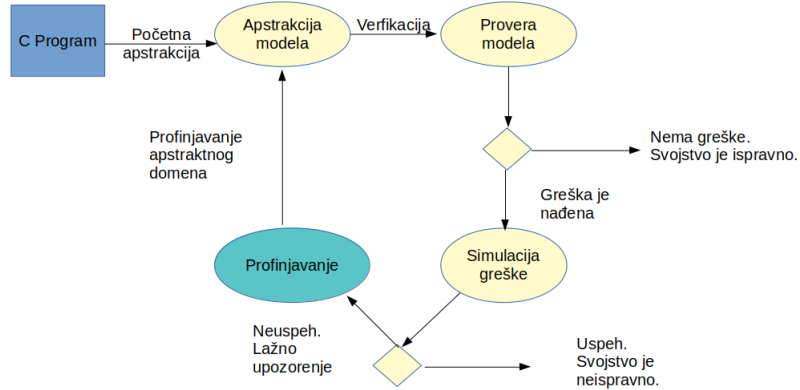 C Program
Početna
apstrakcija
Apstrakcija
modela
Verfikacija
Provera
modela
Nema greške.
Svojstvo je ispravno.
Greška je
nađena
Simulacija
greške
Uspeh.
Svojstvo je
neispravno.
Neuspeh.
Lažno
upozorenje
Profinjavanje
Profinjavanje
apstraktnog
domena